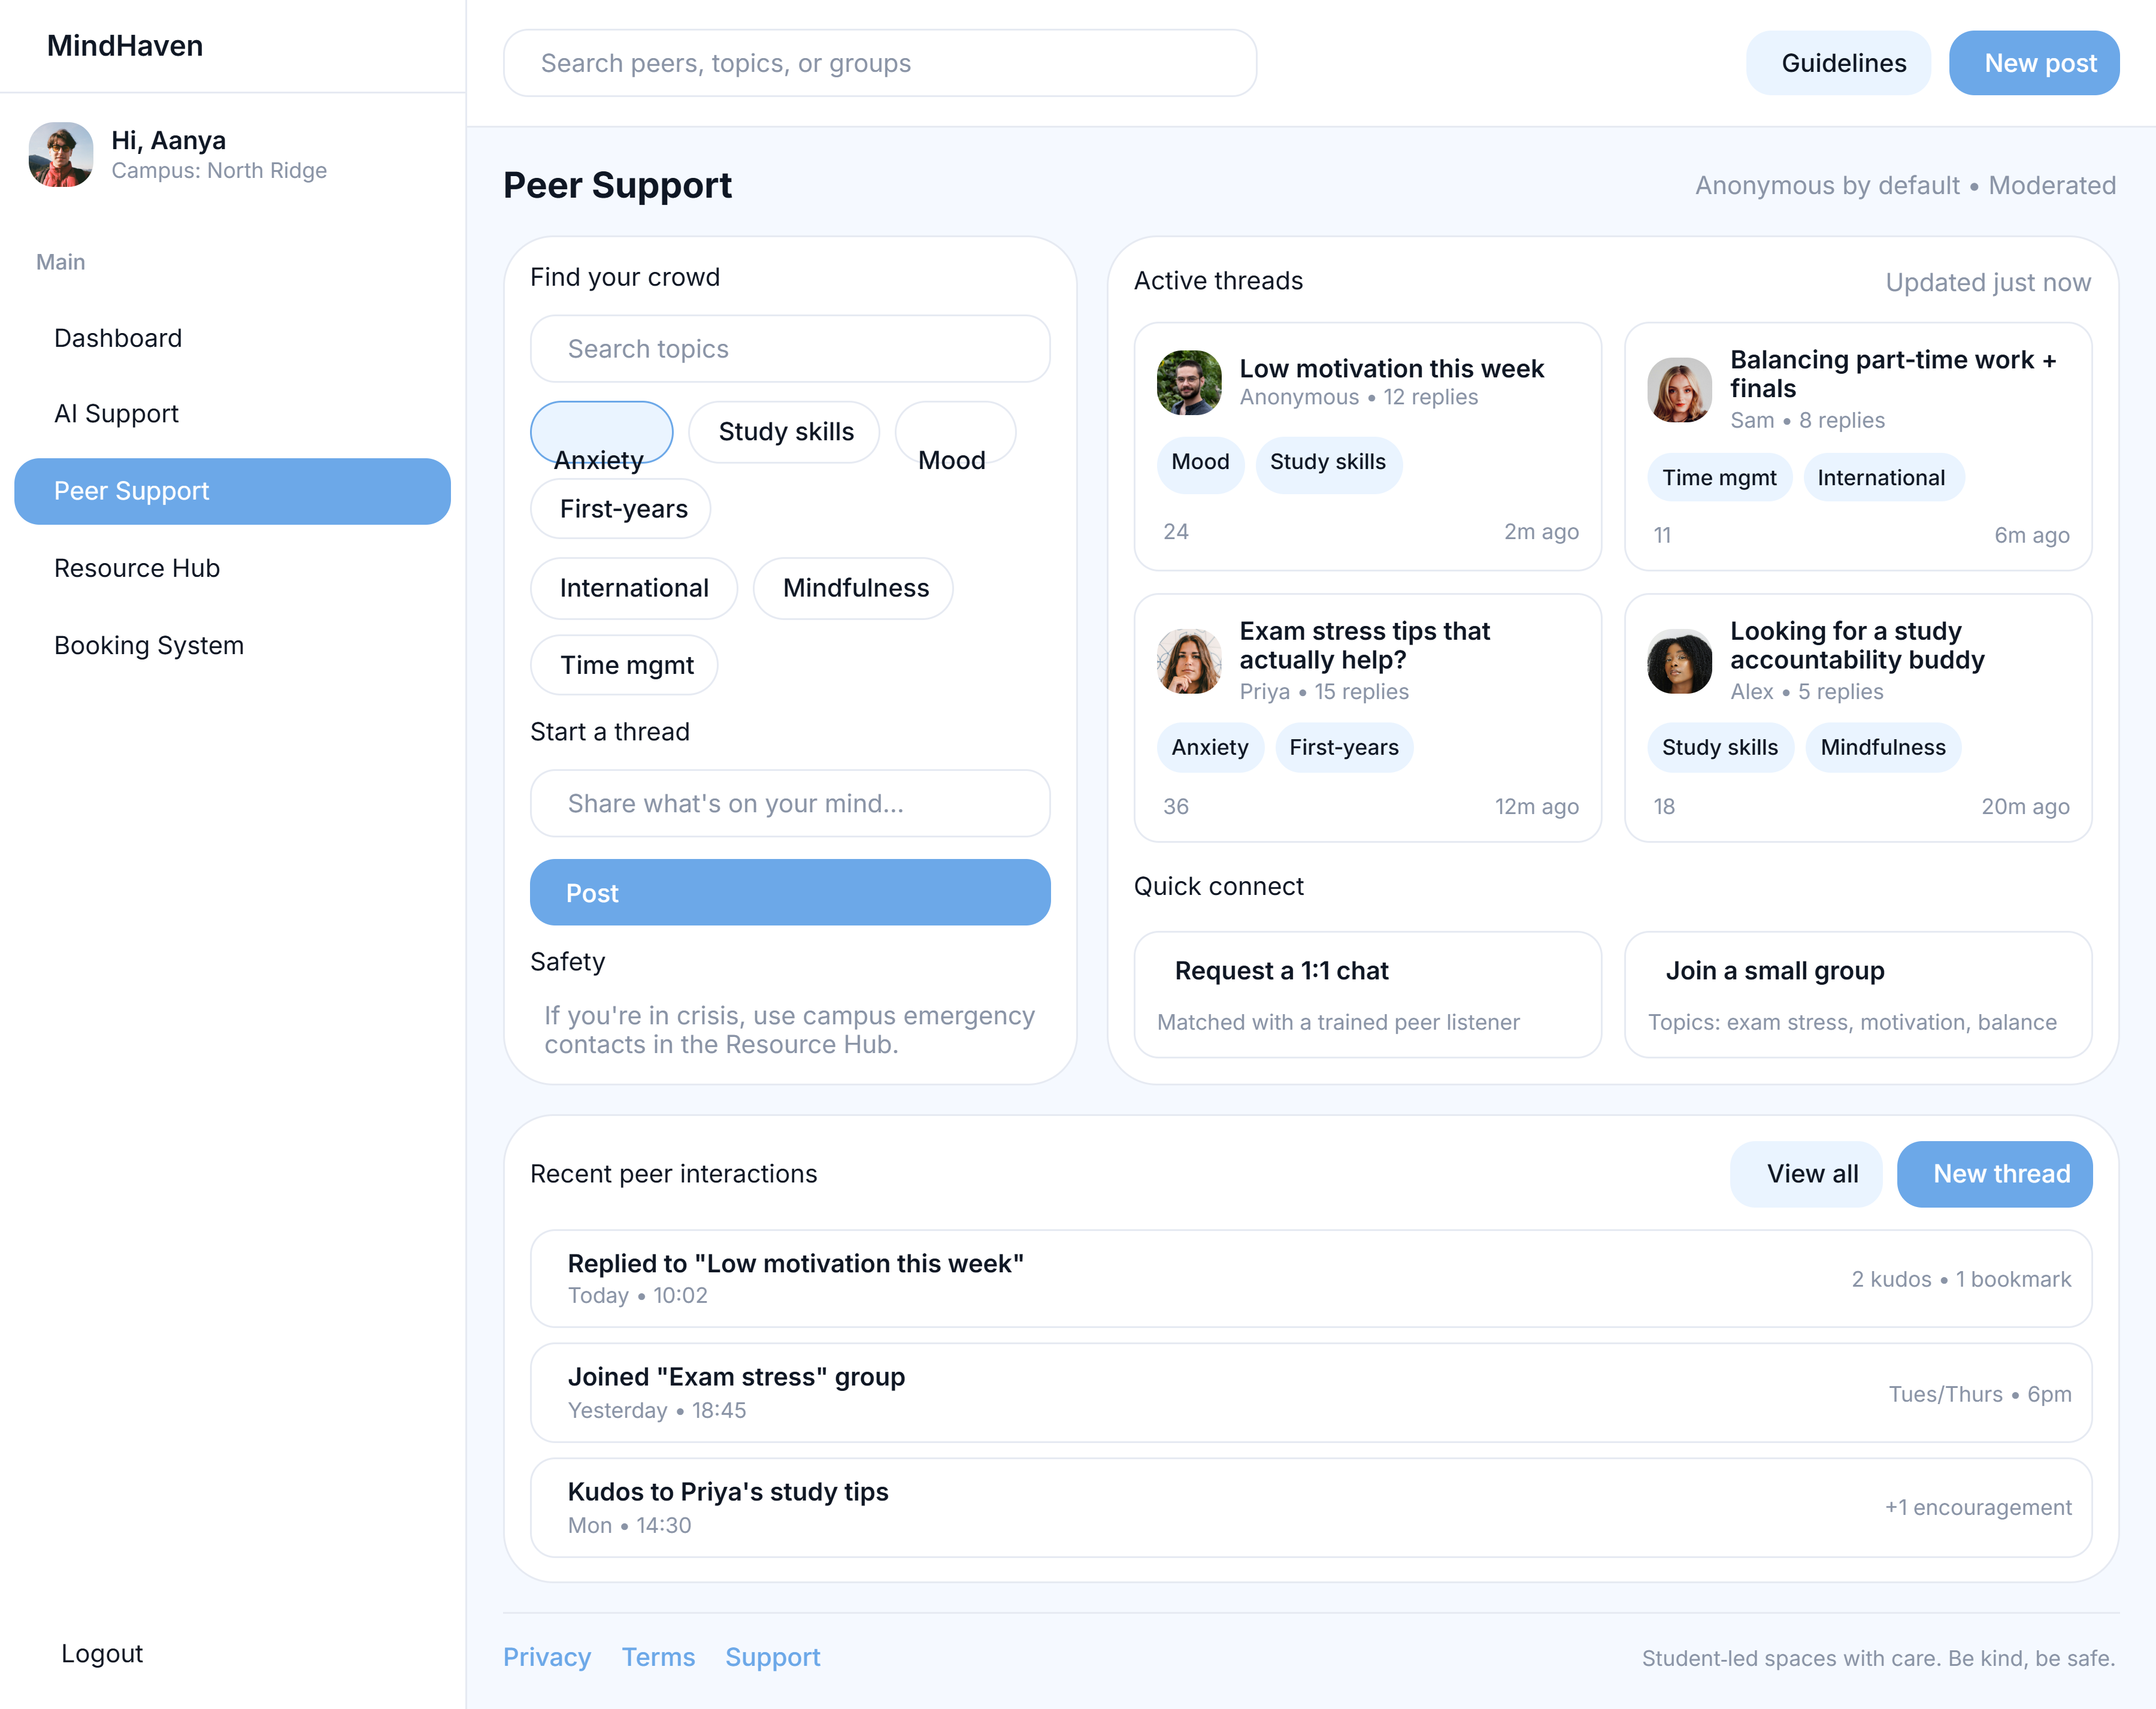 MindHaven
Hi, Aanya
Campus: North Ridge
Main
Dashboard
AI Support
Peer Support
Resource Hub
Booking System
Logout
Search peers, topics, or groups
Guidelines
New post
Peer Support
Anonymous by default • Moderated
Find your crowd
Search topics
Anxiety
Study skills
Mood
First-years
International
Mindfulness
Time mgmt
Start a thread
Share what's on your mind...
Post
Safety
If you're in crisis, use campus emergency
contacts in the Resource Hub.
Active threads
Updated just now
Low motivation this week
Anonymous • 12 replies
Mood
Study skills
24
2m ago
Balancing part-time work +
finals
Sam • 8 replies
Time mgmt
International
11
6m ago
Exam stress tips that
actually help?
Priya • 15 replies
Anxiety
First-years
36
12m ago
Looking for a study
accountability buddy
Alex • 5 replies
Study skills
Mindfulness
18
20m ago
Quick connect
Request a 1:1 chat
Matched with a trained peer listener
Join a small group
Topics: exam stress, motivation, balance
Recent peer interactions
View all
New thread
Replied to "Low motivation this week"
Today • 10:02
2 kudos • 1 bookmark
Joined "Exam stress" group
Yesterday • 18:45
Tues/Thurs • 6pm
Kudos to Priya's study tips
Mon • 14:30
+1 encouragement
Privacy
Terms
Support
Student-led spaces with care. Be kind, be safe.